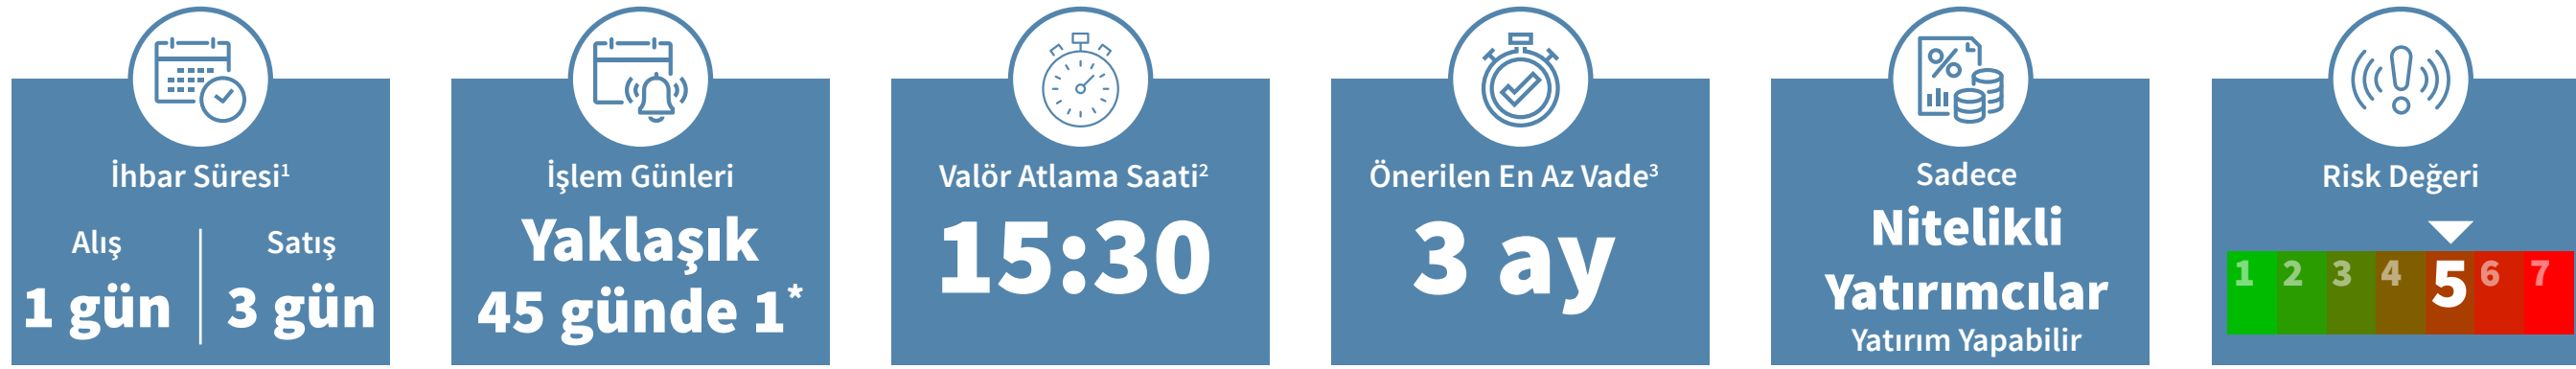 İhbar Süresi¹
Alış
1 gün
Satış
3 gün
İşlem Günleri
Yaklaşık
45 günde 1*
Valör Atlama Saati²
15:30
Önerilen En Az Vade³
3 ay
Sadece
Nitelikli
Yatırımcılar
Yatırım Yapabilir
Risk Değeri
1 2 3 4 5 6 7